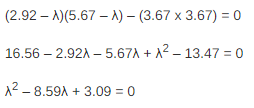 (2.92 – λ)(5.67 – λ) – (3.67 x 3.67) = 0
16.56 – 2.92λ – 5.67λ + λ² – 13.47 = 0
λ² – 8.59λ + 3.09 = 0